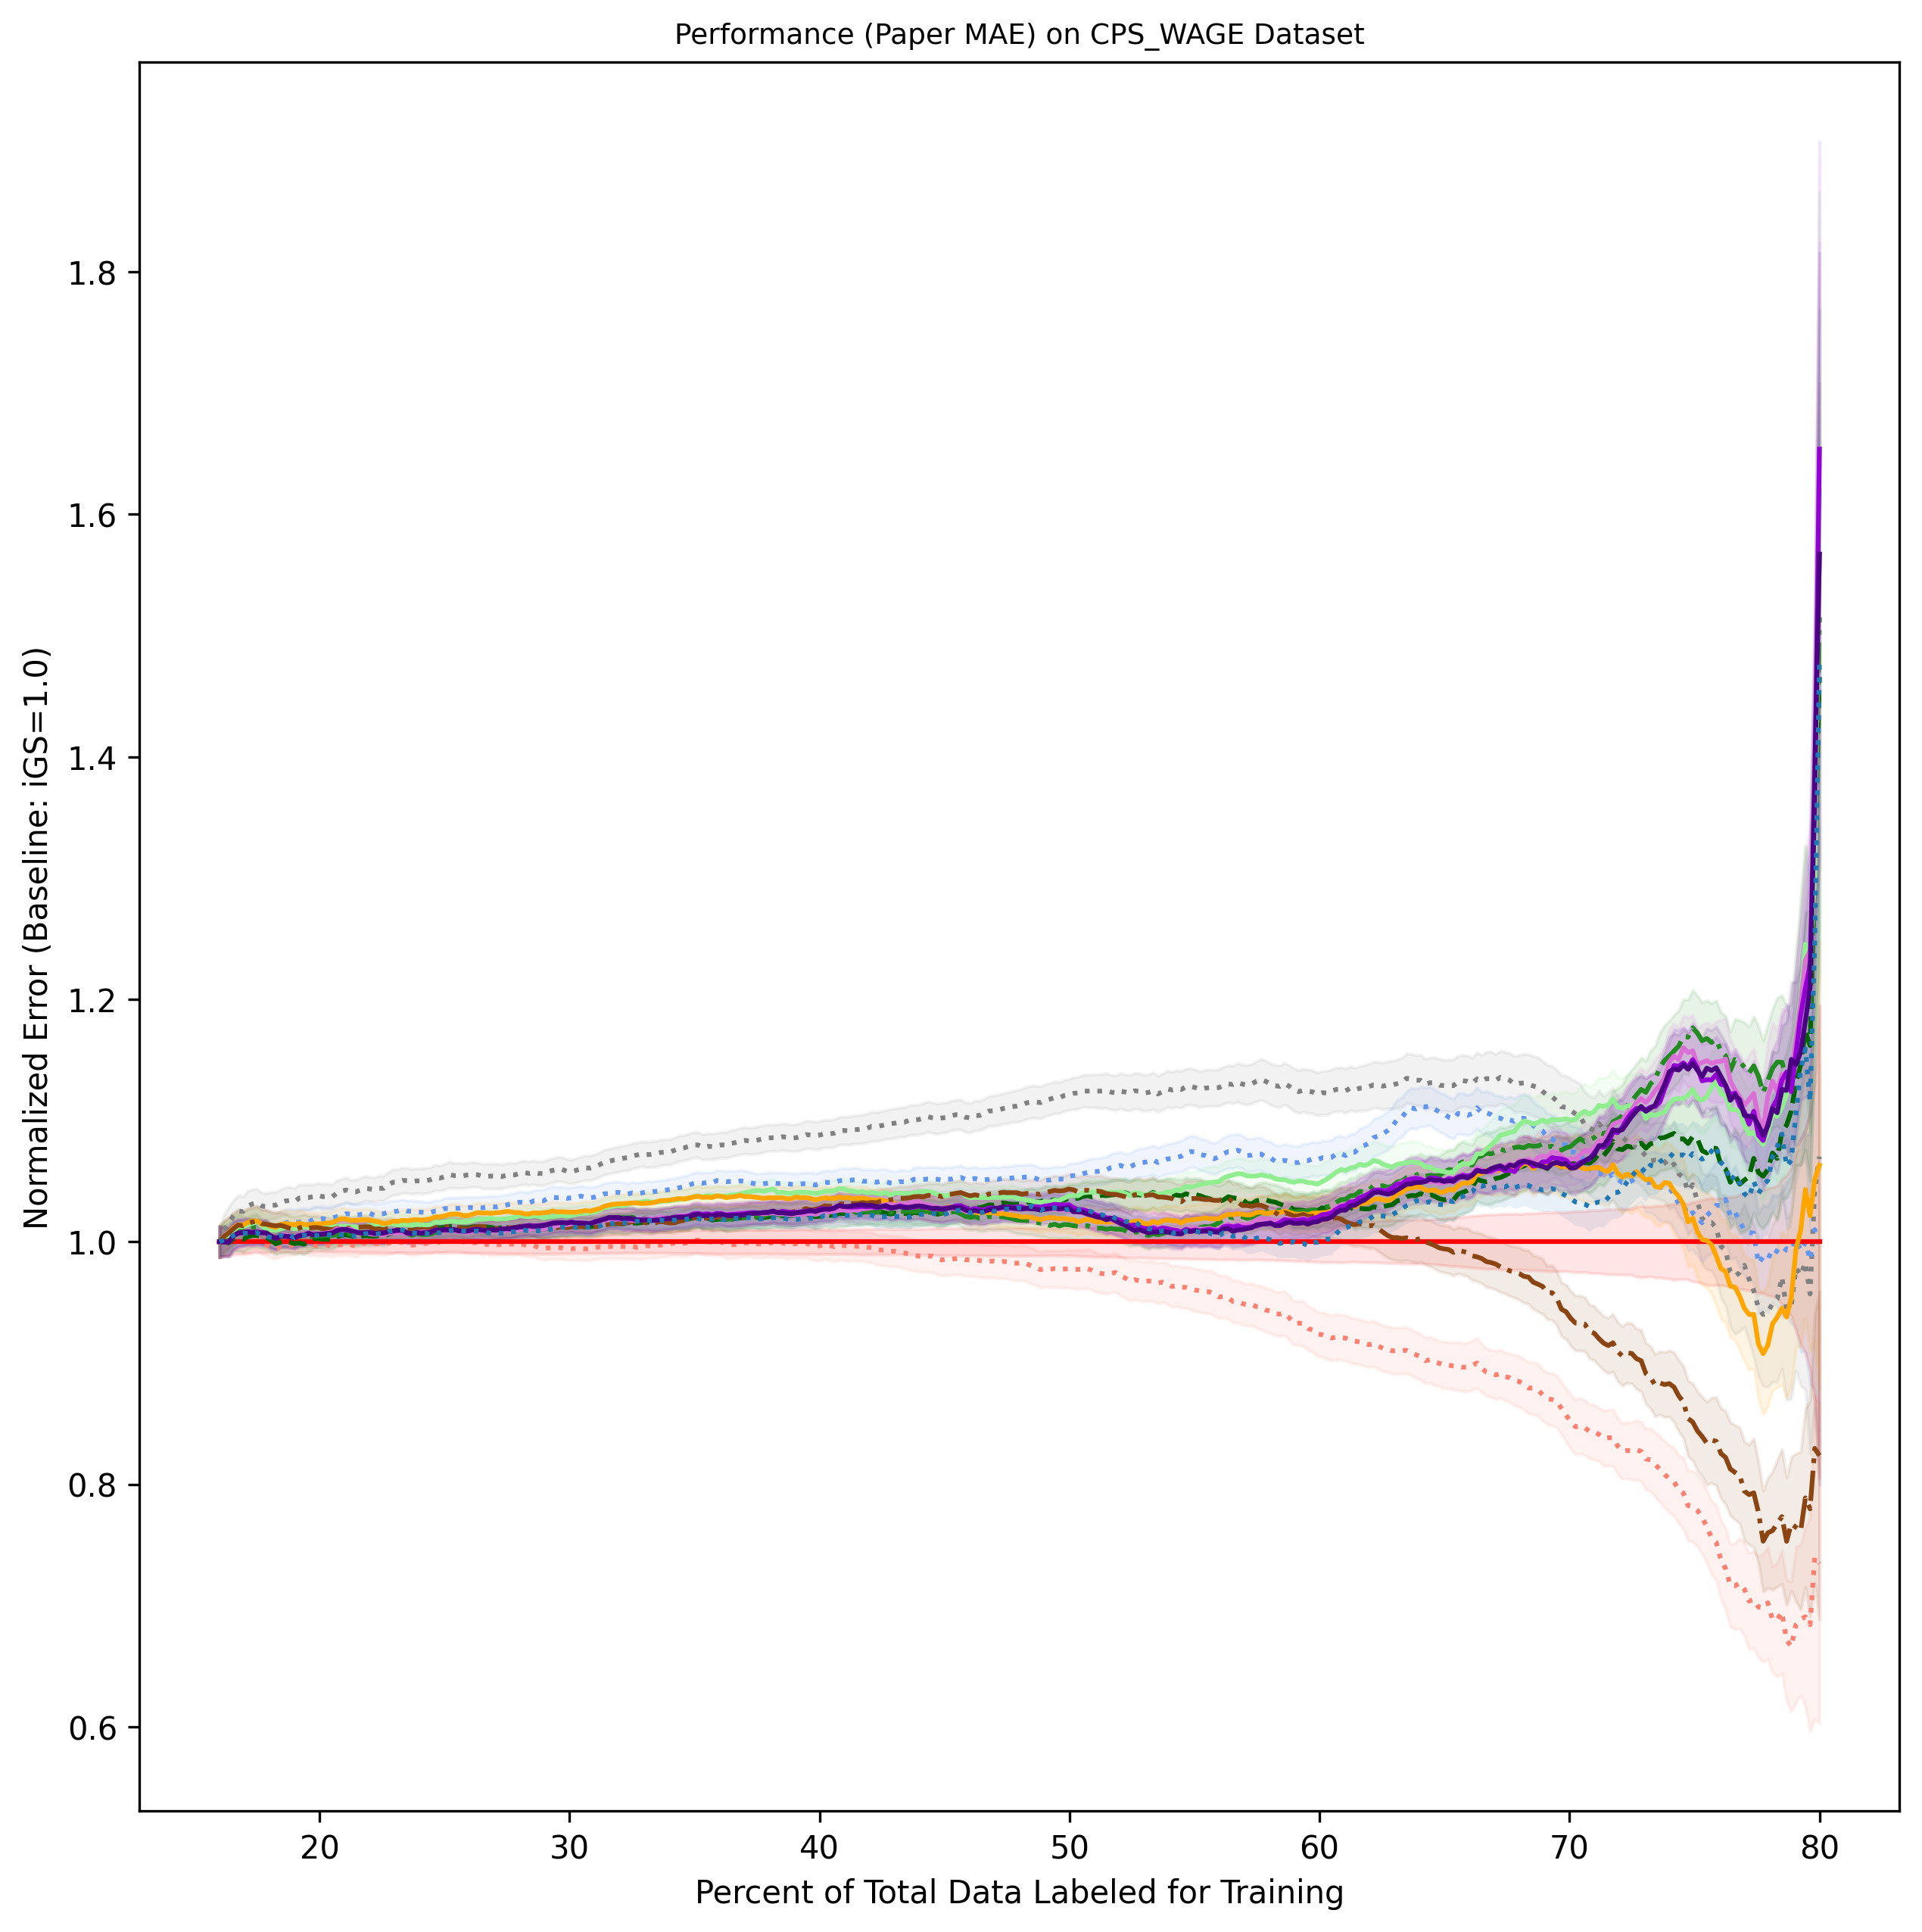 Performance (Paper MAE) on CPS_WAGE Dataset
Normalized Error (Baseline: iGS=1.0)
1.8
1.6
1.4
1.2
1.0
0.8
0.6
20 30 40 50 60 70 80
Percent of Total Data Labeled for Training